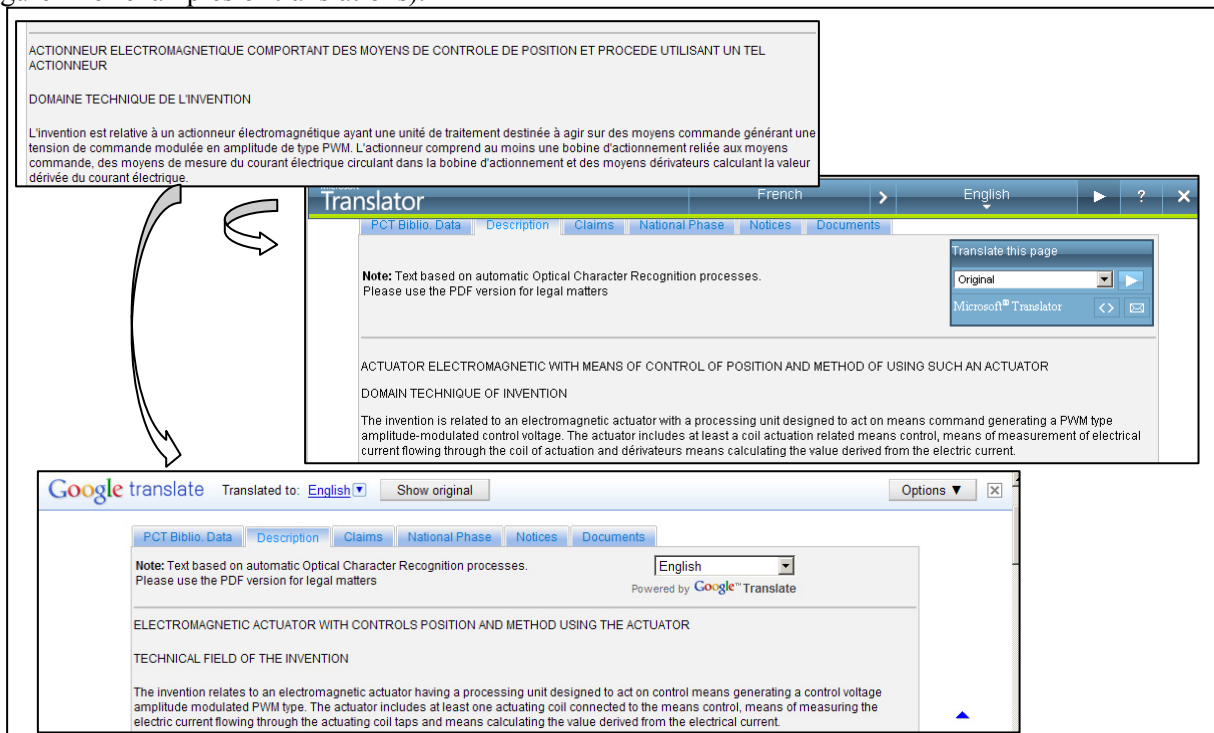 ACTIONNEUR ELECTROMAGNETIQUE COMPORTANT DES MOYENS DE CONTROLE DE POSITION ET PROCEDE UTILISANT UN TEL
ACTIONNEUR
DOMAINE TECHNIQUE DE L'INVENTION
L'invention est relative à un actionneur électromagnétique ayant une unité de traitement destinée à agir sur des moyens commande générant une
tension de commande modulée en amplitude de type PWM. L'actionneur comprend au moins une bobine d'actionnement reliée aux moyens
commande, des moyens de mesure du courant électrique circulant dans la bobine d'actionnement et des moyens dérivateurs calculant la valeur
dérivée du courant électrique.
Translator French > English ?
PCT Biblio. Data Description Claims National Phase Notices Documents
Translate this page
Note: Text based on automatic Optical Character Recognition processes.
Please use the PDF version for legal matters
Original
Microsoft® Translator
ACTUATOR ELECTROMAGNETIC WITH MEANS OF CONTROL OF POSITION AND METHOD OF USING SUCH AN ACTUATOR
DOMAIN TECHNIQUE OF INVENTION
The invention is related to an electromagnetic actuator with a processing unit designed to act on means command generating a PWM type
amplitude-modulated control voltage. The actuator includes at least a coil actuation related means control, means of measurement of electrical
current flowing through the coil of actuation and dérivateurs means calculating the value derived from the electric current.
Google translate Translated to: English Show original Options ▼
PCT Biblio. Data Description Claims National Phase Notices Documents
Note: Text based on automatic Optical Character Recognition processes.
Please use the PDF version for legal matters
English
Powered by Google™ Translate
ELECTROMAGNETIC ACTUATOR WITH CONTROLS POSITION AND METHOD USING THE ACTUATOR
TECHNICAL FIELD OF THE INVENTION
The invention relates to an electromagnetic actuator having a processing unit designed to act on control means generating a control voltage
amplitude modulated PWM type. The actuator includes at least one actuating coil connected to the means control, means of measuring the
electric current flowing through the actuating coil taps and means calculating the value derived from the electrical current.